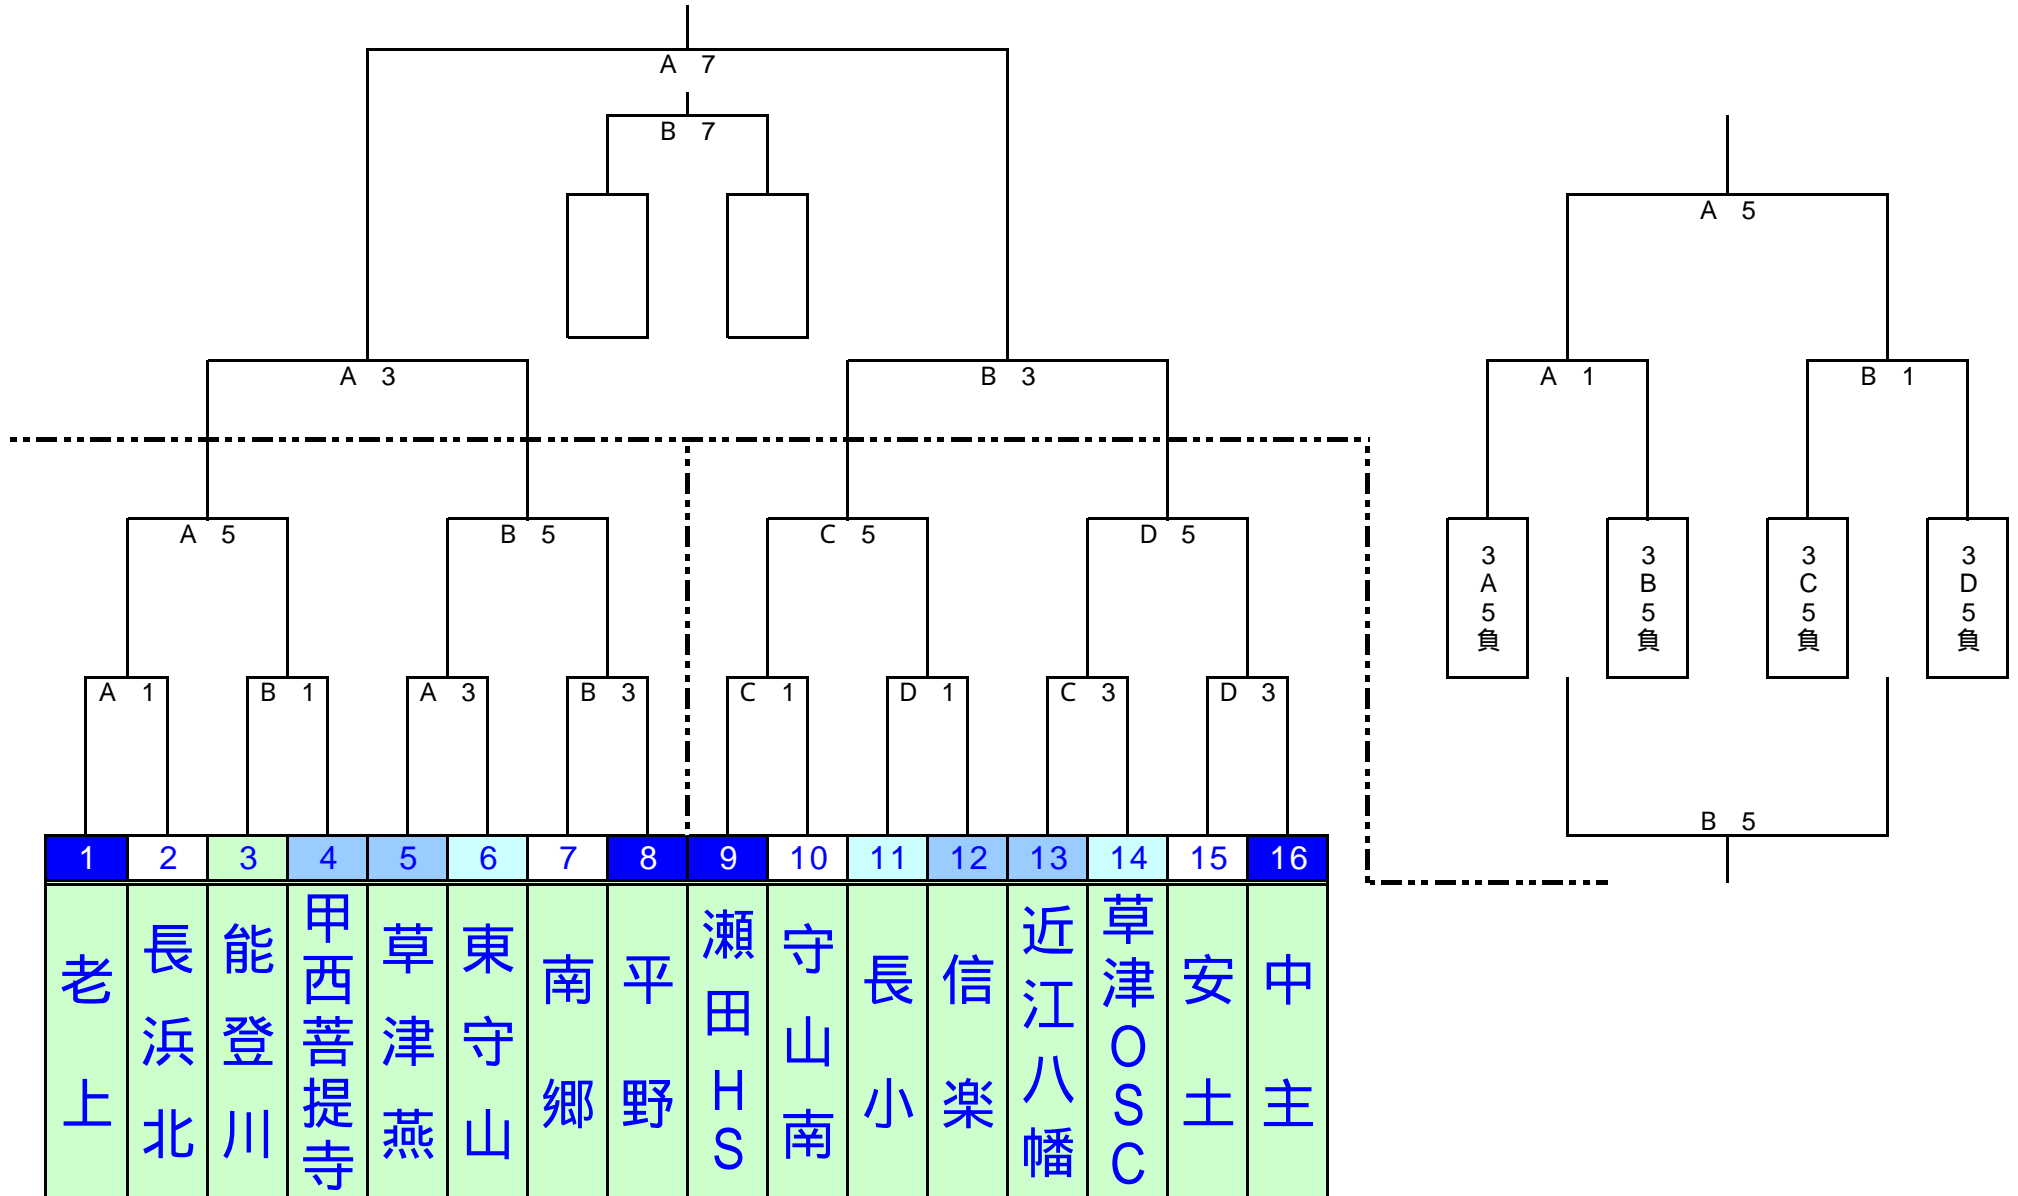 A 7
B 7
A 5
A 3
B 3
A 1
B 1
A 5
B 5
C 5
D 5
3A5負
3B5負
3C5負
3D5負
A 1
B 1
A 3
B 3
C 1
D 1
C 3
D 3
B 5
1 2 3 4 5 6 7 8 9 10 11 12 13 14 15 16
老上
長浜北
能登川
甲西菩提寺
草津燕
東守山
南郷
平野
瀬田HS
守山南
長小
信楽
近江八幡
草津OSC
安土
中主